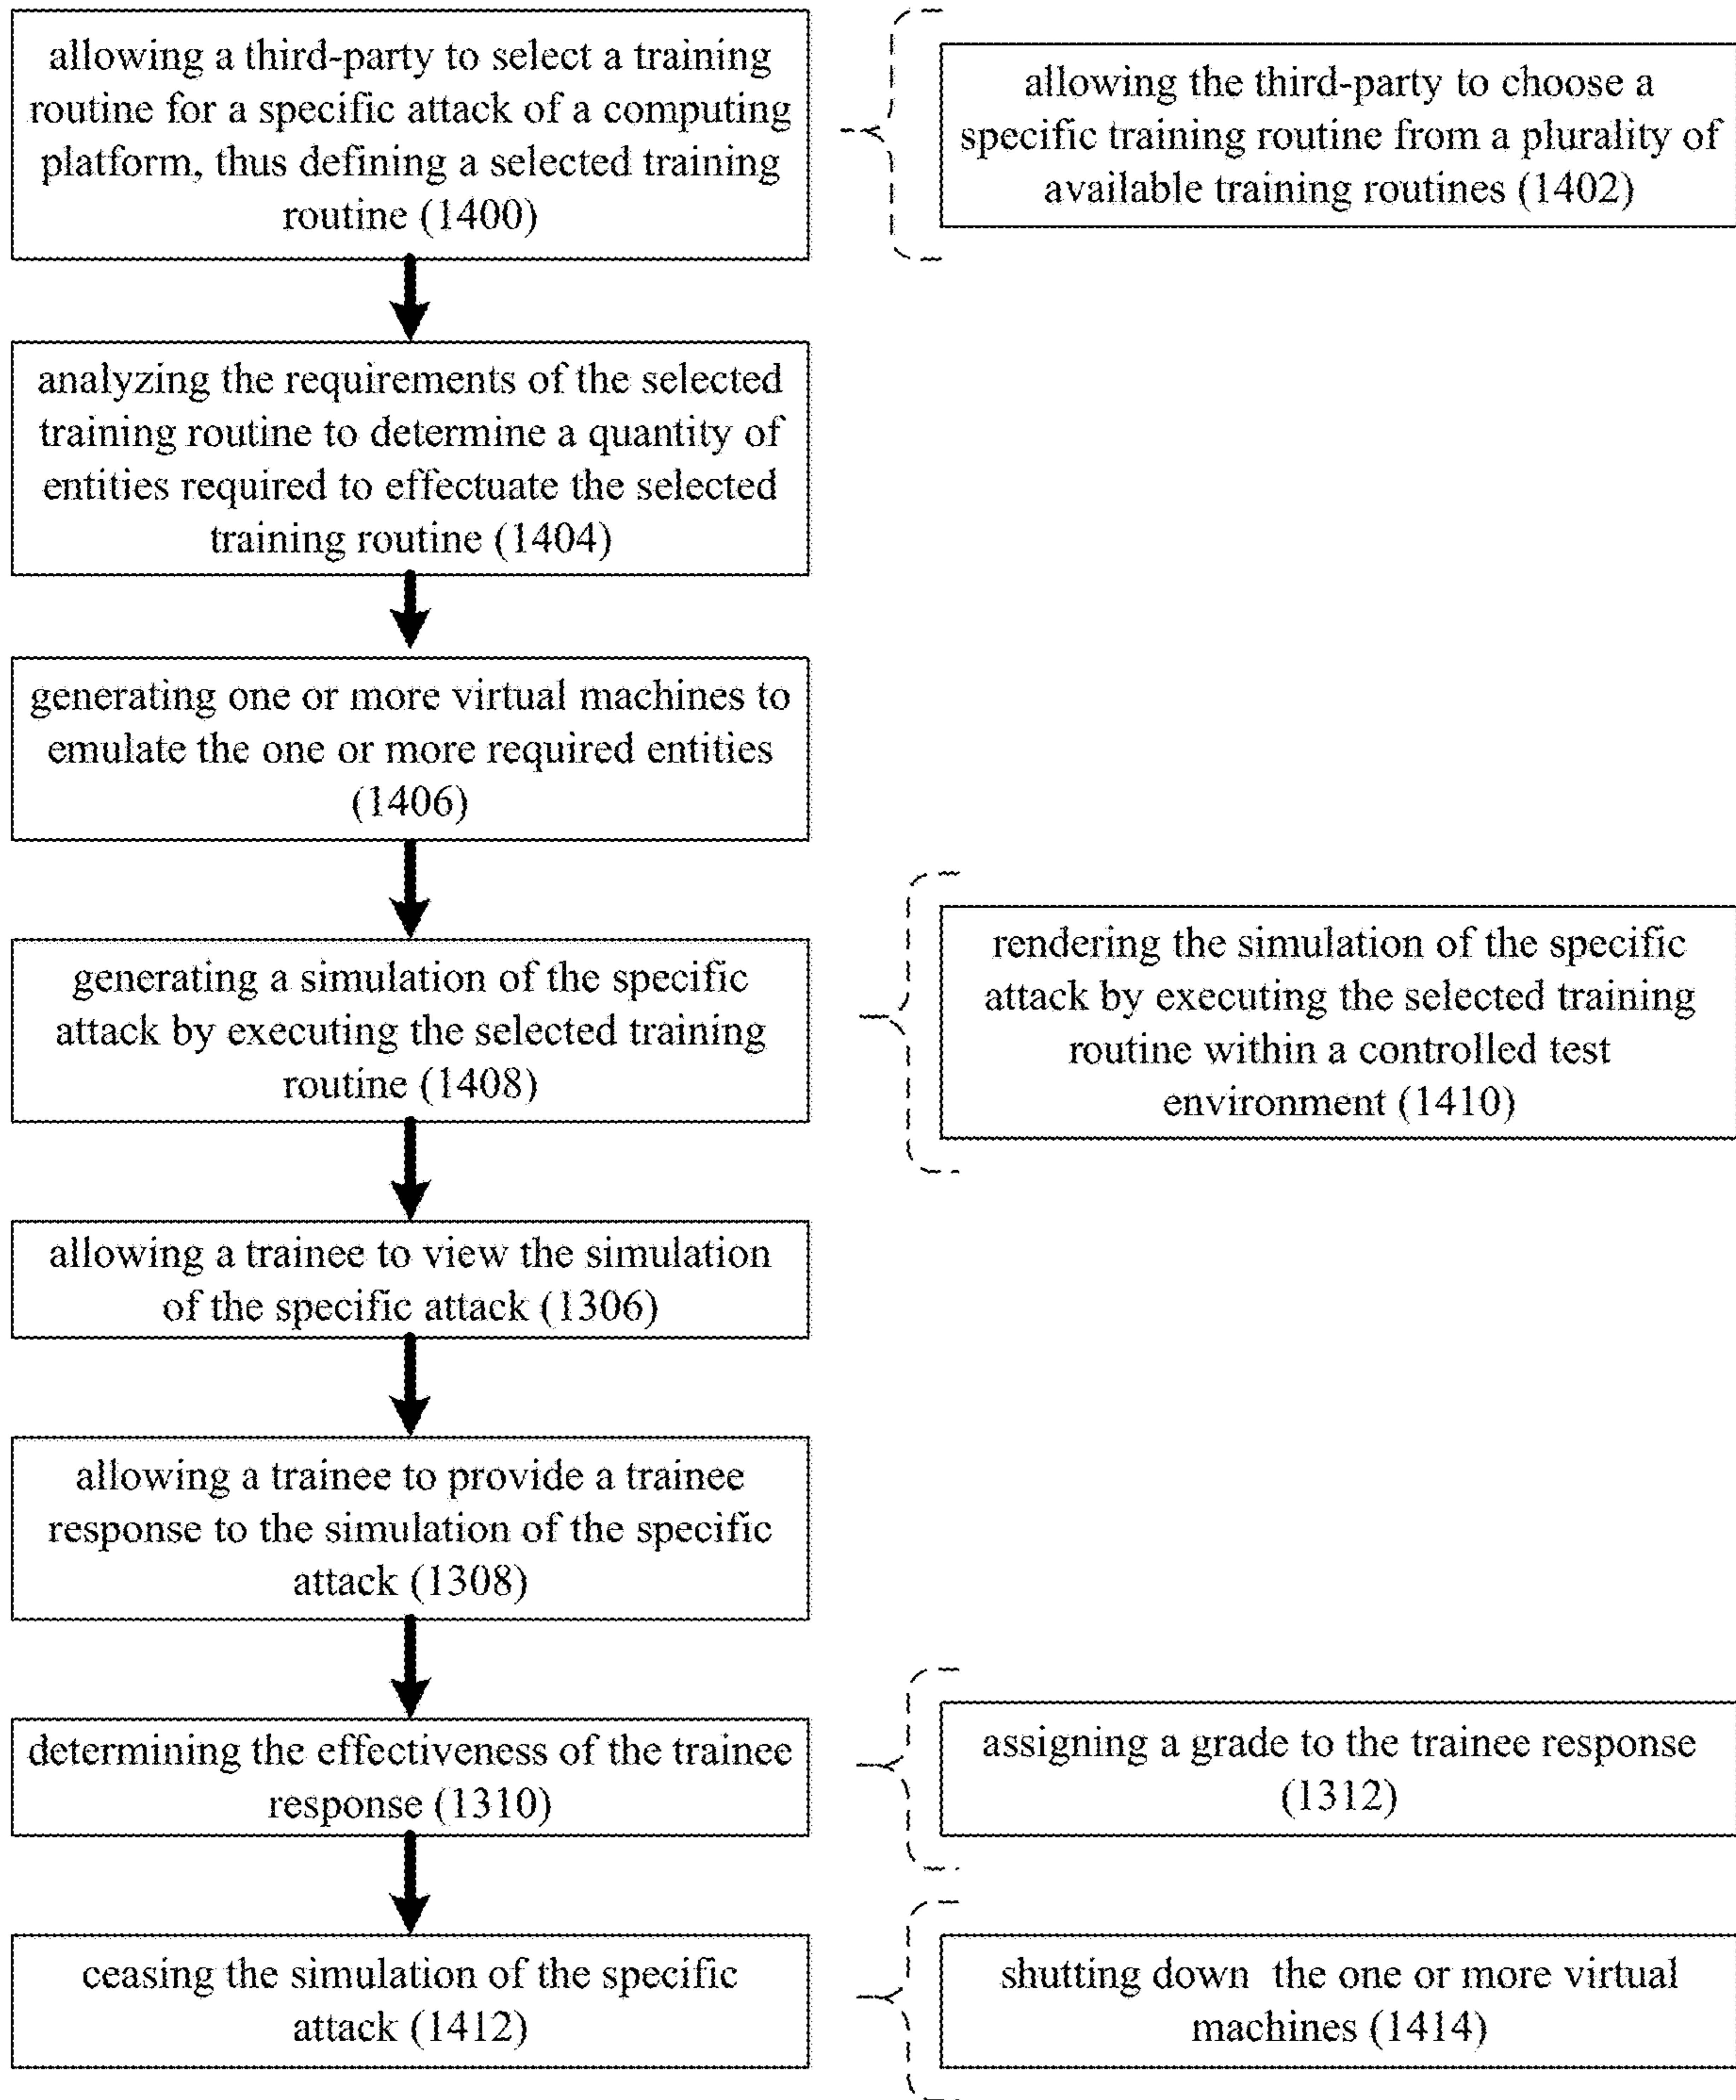 allowing a third-party to select a training
routine for a specific attack of a computing
platform, thus defining a selected training
routine (1400)
allowing the third-party to choose a
specific training routine from a plurality of
available training routines (1402)
analyzing the requirements of the selected
training routine to determine a quantity of
entities required to effectuate the selected
training routine (1404)
generating one or more virtual machines to
emulate the one or more required entities
(1406)
generating a simulation of the specific
attack by executing the selected training
routine (1408)
rendering the simulation of the specific
attack by executing the selected training
routine within a controlled test
environment (1410)
allowing a trainee to view the simulation
of the specific attack (1306)
allowing a trainee to provide a trainee
response to the simulation of the specific
attack (1308)
determining the effectiveness of the trainee
response (1310)
assigning a grade to the trainee response
(1312)
ceasing the simulation of the specific
attack (1412)
shutting down the one or more virtual
machines (1414)